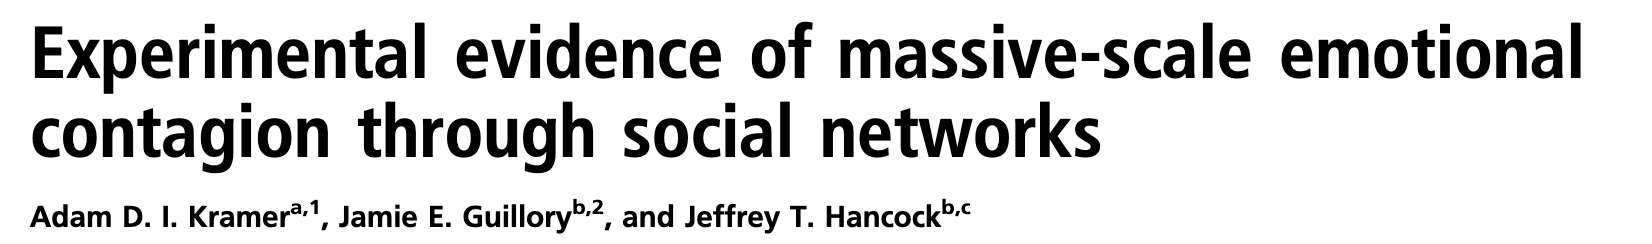 Experimental evidence of massive-scale emotional
contagion through social networks
Adam D. I. Kramerᵃ,¹, Jamie E. Guilloryᵇ,², and Jeffrey T. Hancockᵇ,ᶜ